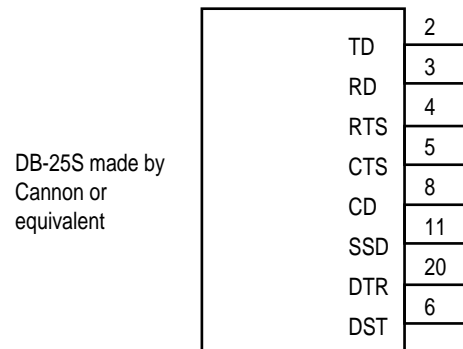 2
TD
3
RD
4
RTS
5
CTS
DB-25S made by
Cannon or
equivalent
8
CD
11
SSD
20
DTR
6
DST